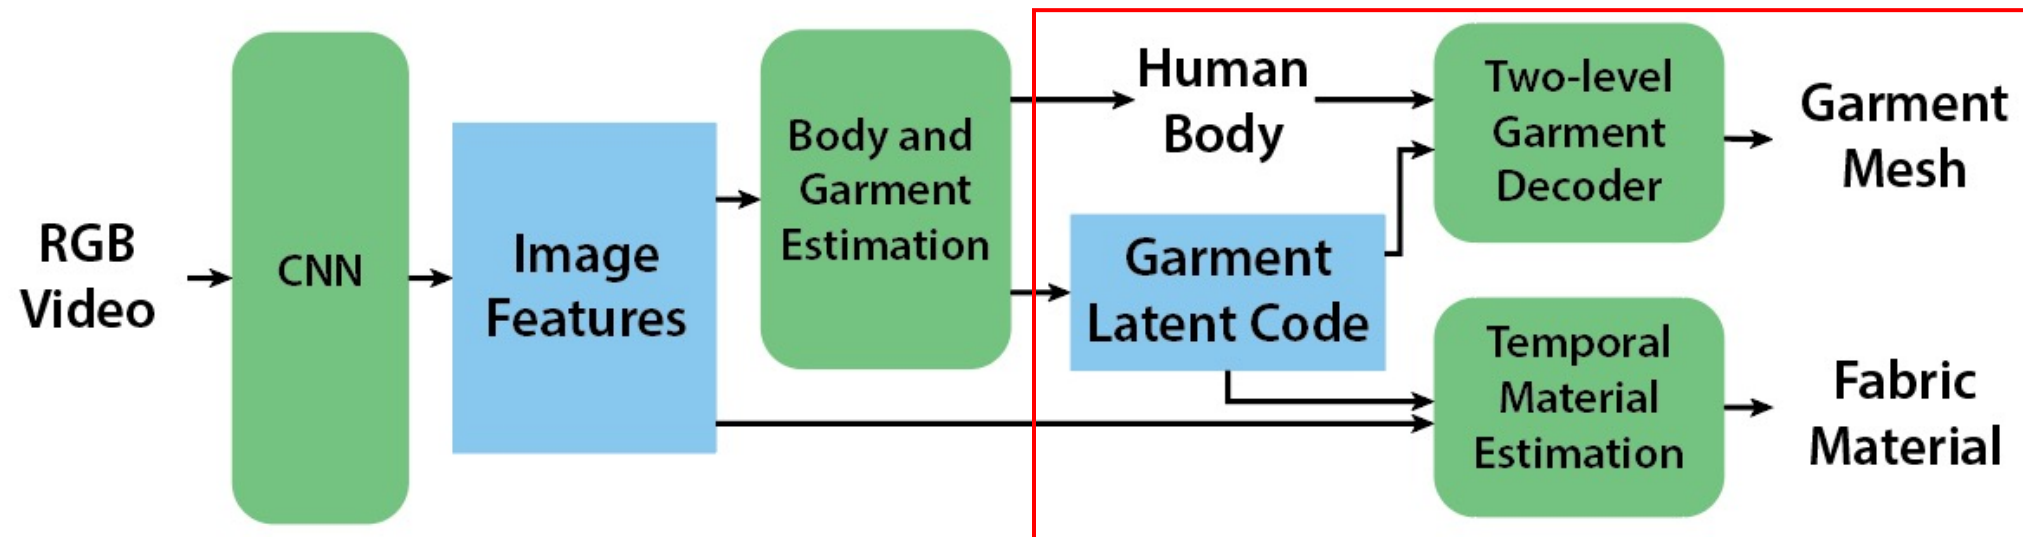 RGB
Video
CNN
Image
Features
Body and
Garment
Estimation
Human
Body
Garment
Latent Code
Two-level
Garment
Decoder
Temporal
Material
Estimation
Garment
Mesh
Fabric
Material